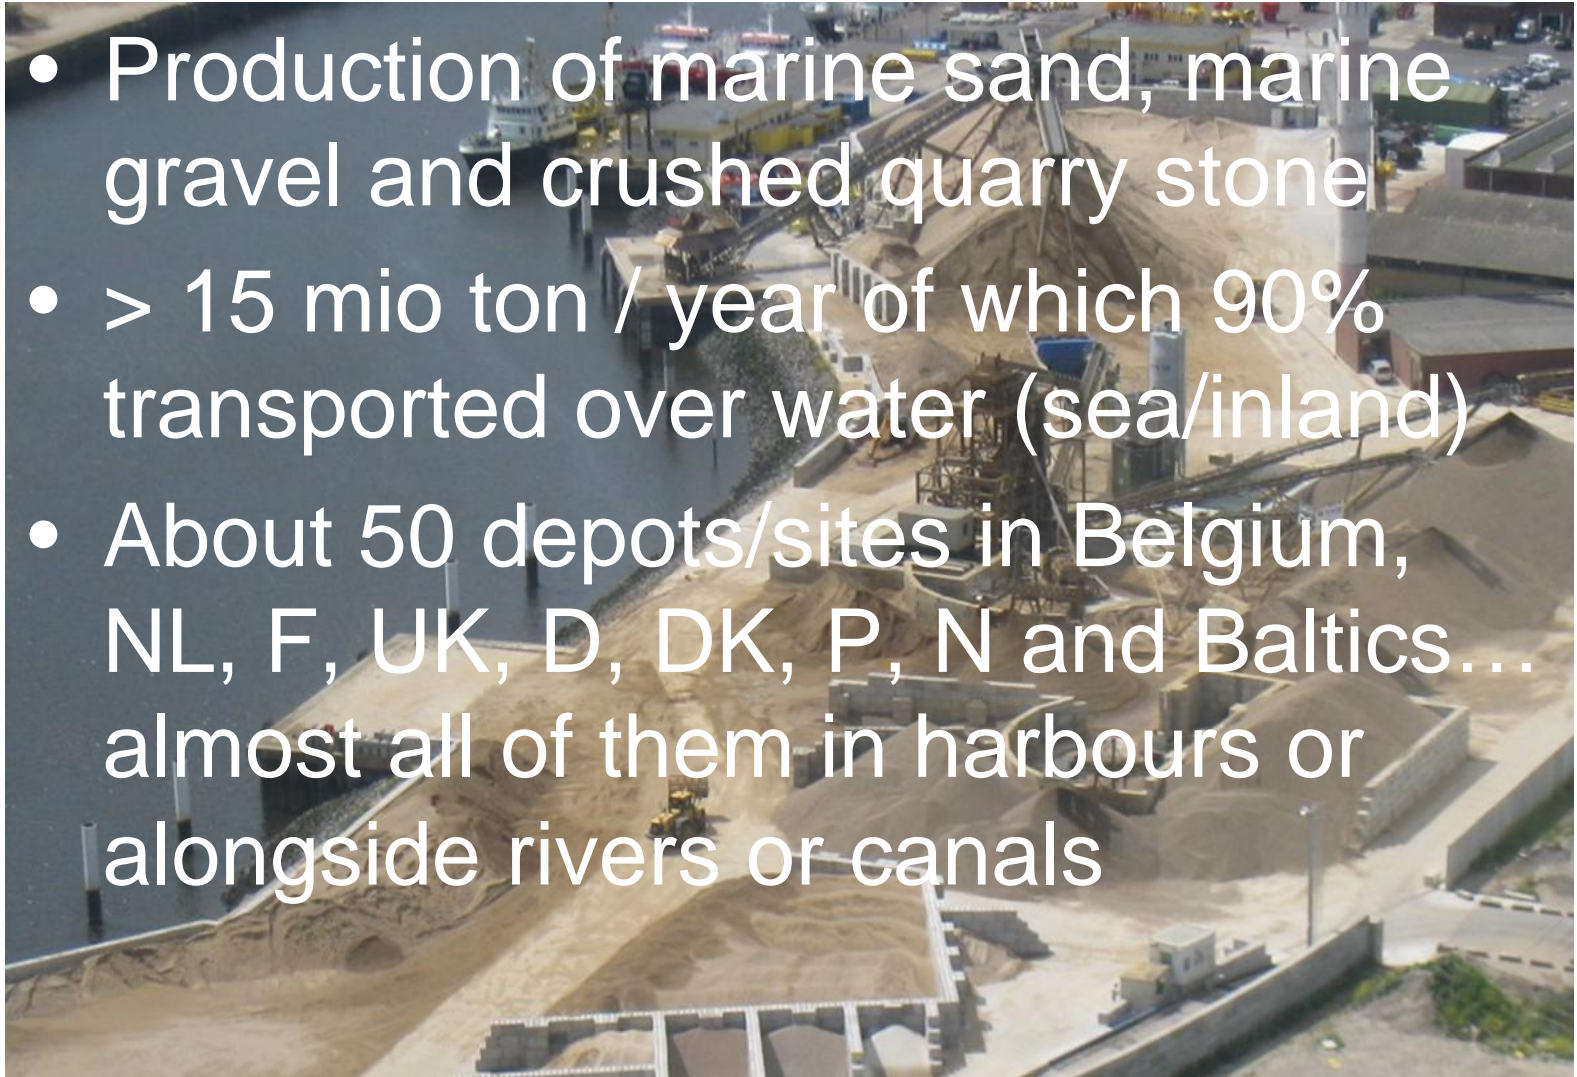 • Production of marine sand, marine
gravel and crushed quarry stone
• > 15 mio ton / year of which 90%
transported over water (sea/inland)
• About 50 depots/sites in Belgium,
NL, F, UK, D, DK, P, N and Baltics…
almost all of them in harbours or
alongside rivers or canals